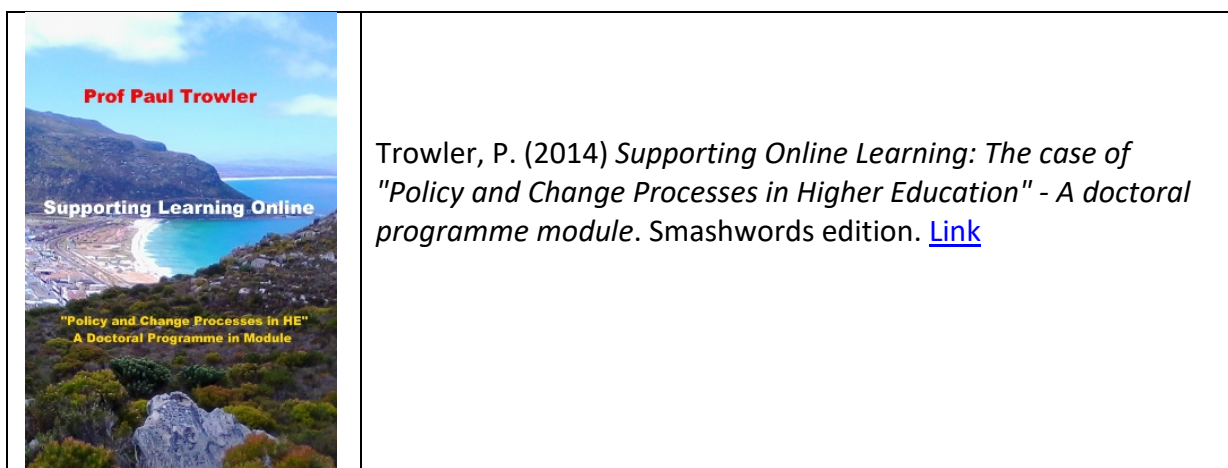 Prof Paul Trowler
Supporting Learning Online
"Policy and Change Processes in HE"
A Doctoral Programme in Module
Trowler, P. (2014) Supporting Online Learning: The case of
"Policy and Change Processes in Higher Education" - A doctoral
programme module. Smashwords edition. Link